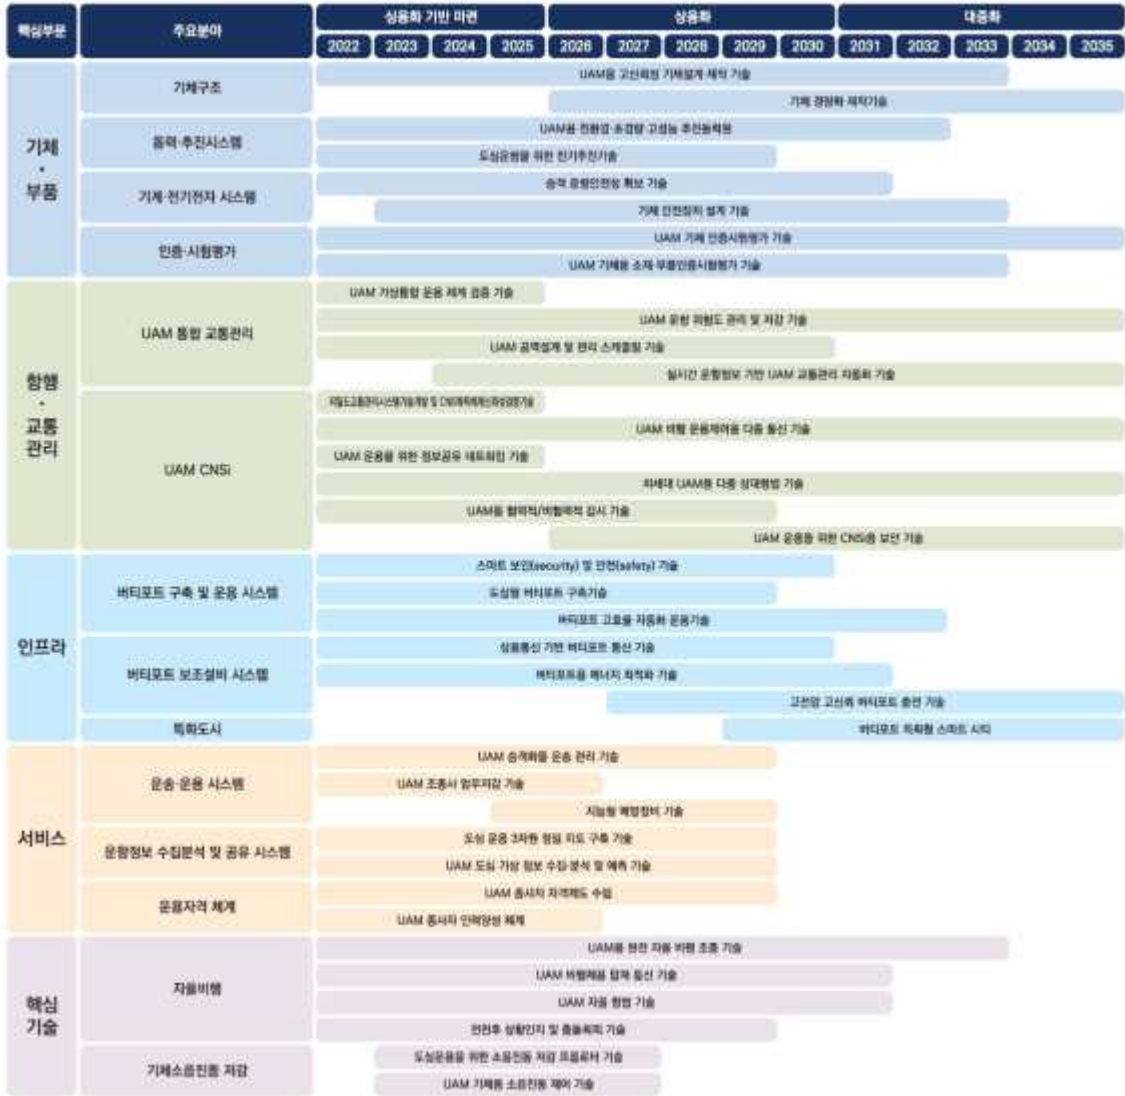 핵심부문
주요분야
상용화 기반 마련
상용화
대중화
2022 2023 2024 2025 2026 2027 2028 2029 2030 2031 2032 2033 2034 2035
기체
·
부품
기체구조
UAM용 고신뢰성 기체설계·제작 기술
기체 경량화 제작기술
동력·추진시스템
UAM용 친환경·초경량·고성능 추진동력원
도심운항을 위한 전기추진기술
기계·전기전자 시스템
승객 운항안전성 확보 기술
기체 안전장치 설계 기술
인증·시험평가
UAM 기체 인증시험평가 기술
UAM 기체용 소재·부품인증시험평가 기술
항행
·
교통
관리
UAM 통합 교통관리
UAM 가상통합 운용 체계 검증 기술
UAM 운항 위험도 관리 및 저감 기술
UAM 공역설계 및 관리 스케줄링 기술
실시간 운항정보 기반 UAM 교통관리 자동화 기술
UAM CNSi
UAM 비행 운용제어용 다중 통신 기술
UAM 운용을 위한 정보공유 네트워킹 기술
차세대 UAM용 다중 상대항법 기술
UAM용 협력적/비협력적 감시 기술
UAM 운용을 위한 CNSi용 보안 기술
인프라
버티포트 구축 및 운용 시스템
스마트 보안(security) 및 안전(safety) 기술
도심형 버티포트 구축기술
버티포트 고효율 자동화 운용기술
버티포트 보조설비 시스템
상용통신 기반 버티포트 통신 기술
버티포트용 에너지 최적화 기술
고전압 고신뢰 버티포트 충전 기술
특화도시
버티포트 특화형 스마트 시티
서비스
운송·운용 시스템
UAM 승객화물 운송 관리 기술
UAM 조종사 업무저감 기술
지능형 예방정비 기술
운항정보 수집분석 및 공유 시스템
도심 운용 3차원 정밀 지도 구축 기술
UAM 도심 기상 정보 수집·분석 및 예측 기술
운용자격 체계
UAM 종사자 자격제도 수립
UAM 종사자 인력양성 체계
핵심
기술
자율비행
UAM용 완전 자율 비행 조종 기술
UAM 비행체용 탑재 통신 기술
UAM 자율 항법 기술
전천후 상황인지 및 충돌회피 기술
기체소음진동 저감
도심운용을 위한 소음진동 저감 프롭로터 기술
UAM 기체용 소음진동 제어 기술